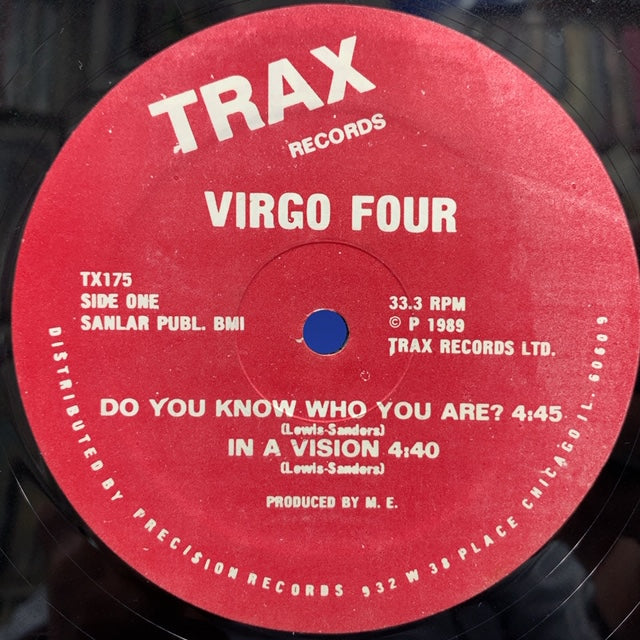 TRAX
RECORDS
VIRGO FOUR
TX175
SIDE ONE
SANLAR PUBL. BMI
33.3 RPM
© P 1989
TRAX RECORDS LTD.
DO YOU KNOW WHO YOU ARE? 4:45
(Lewis-Sanders)
IN A VISION 4:40
(Lewis-Sanders)
PRODUCED BY M. E.
DISTRIBUTED BY PRECISION RECORDS 932 W 38 PLACE CHICAGO IL. 60609